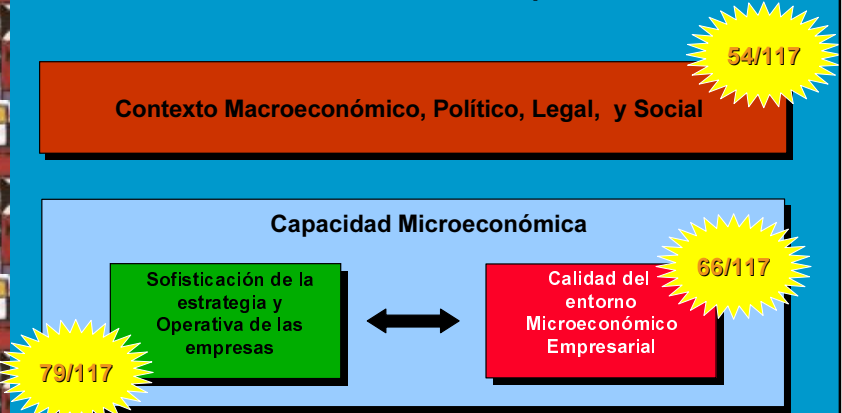 54/117
Contexto Macroeconómico, Político, Legal, y Social
Capacidad Microeconómica
66/117
Sofisticación de la
estrategia y
Operativa de las
empresas
Calidad del
entorno
Microeconómico
Empresarial
79/117